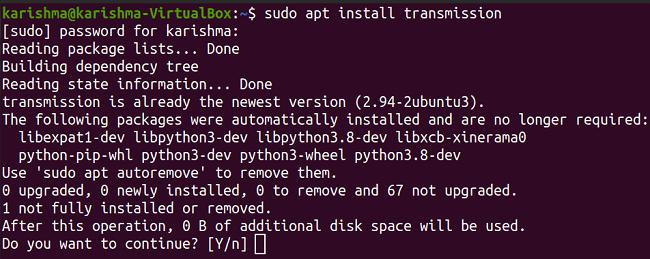 karishma@karishma-VirtualBox:~$ sudo apt install transmission
[sudo] password for karishma:
Reading package lists... Done
Building dependency tree
Reading state information... Done
transmission is already the newest version (2.94-2ubuntu3).
The following packages were automatically installed and are no longer required:
  libexpat1-dev libpython3-dev libpython3.8-dev libxcb-xinerama0
  python-pip-whl python3-dev python3-wheel python3.8-dev
Use 'sudo apt autoremove' to remove them.
0 upgraded, 0 newly installed, 0 to remove and 67 not upgraded.
1 not fully installed or removed.
After this operation, 0 B of additional disk space will be used.
Do you want to continue? [Y/n]